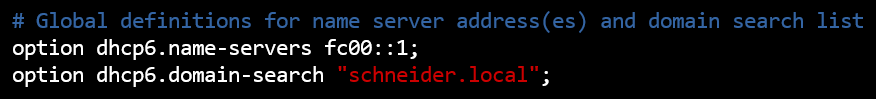 # Global definitions for name server address(es) and domain search list
option dhcp6.name-servers fc00::1;
option dhcp6.domain-search "schneider.local";